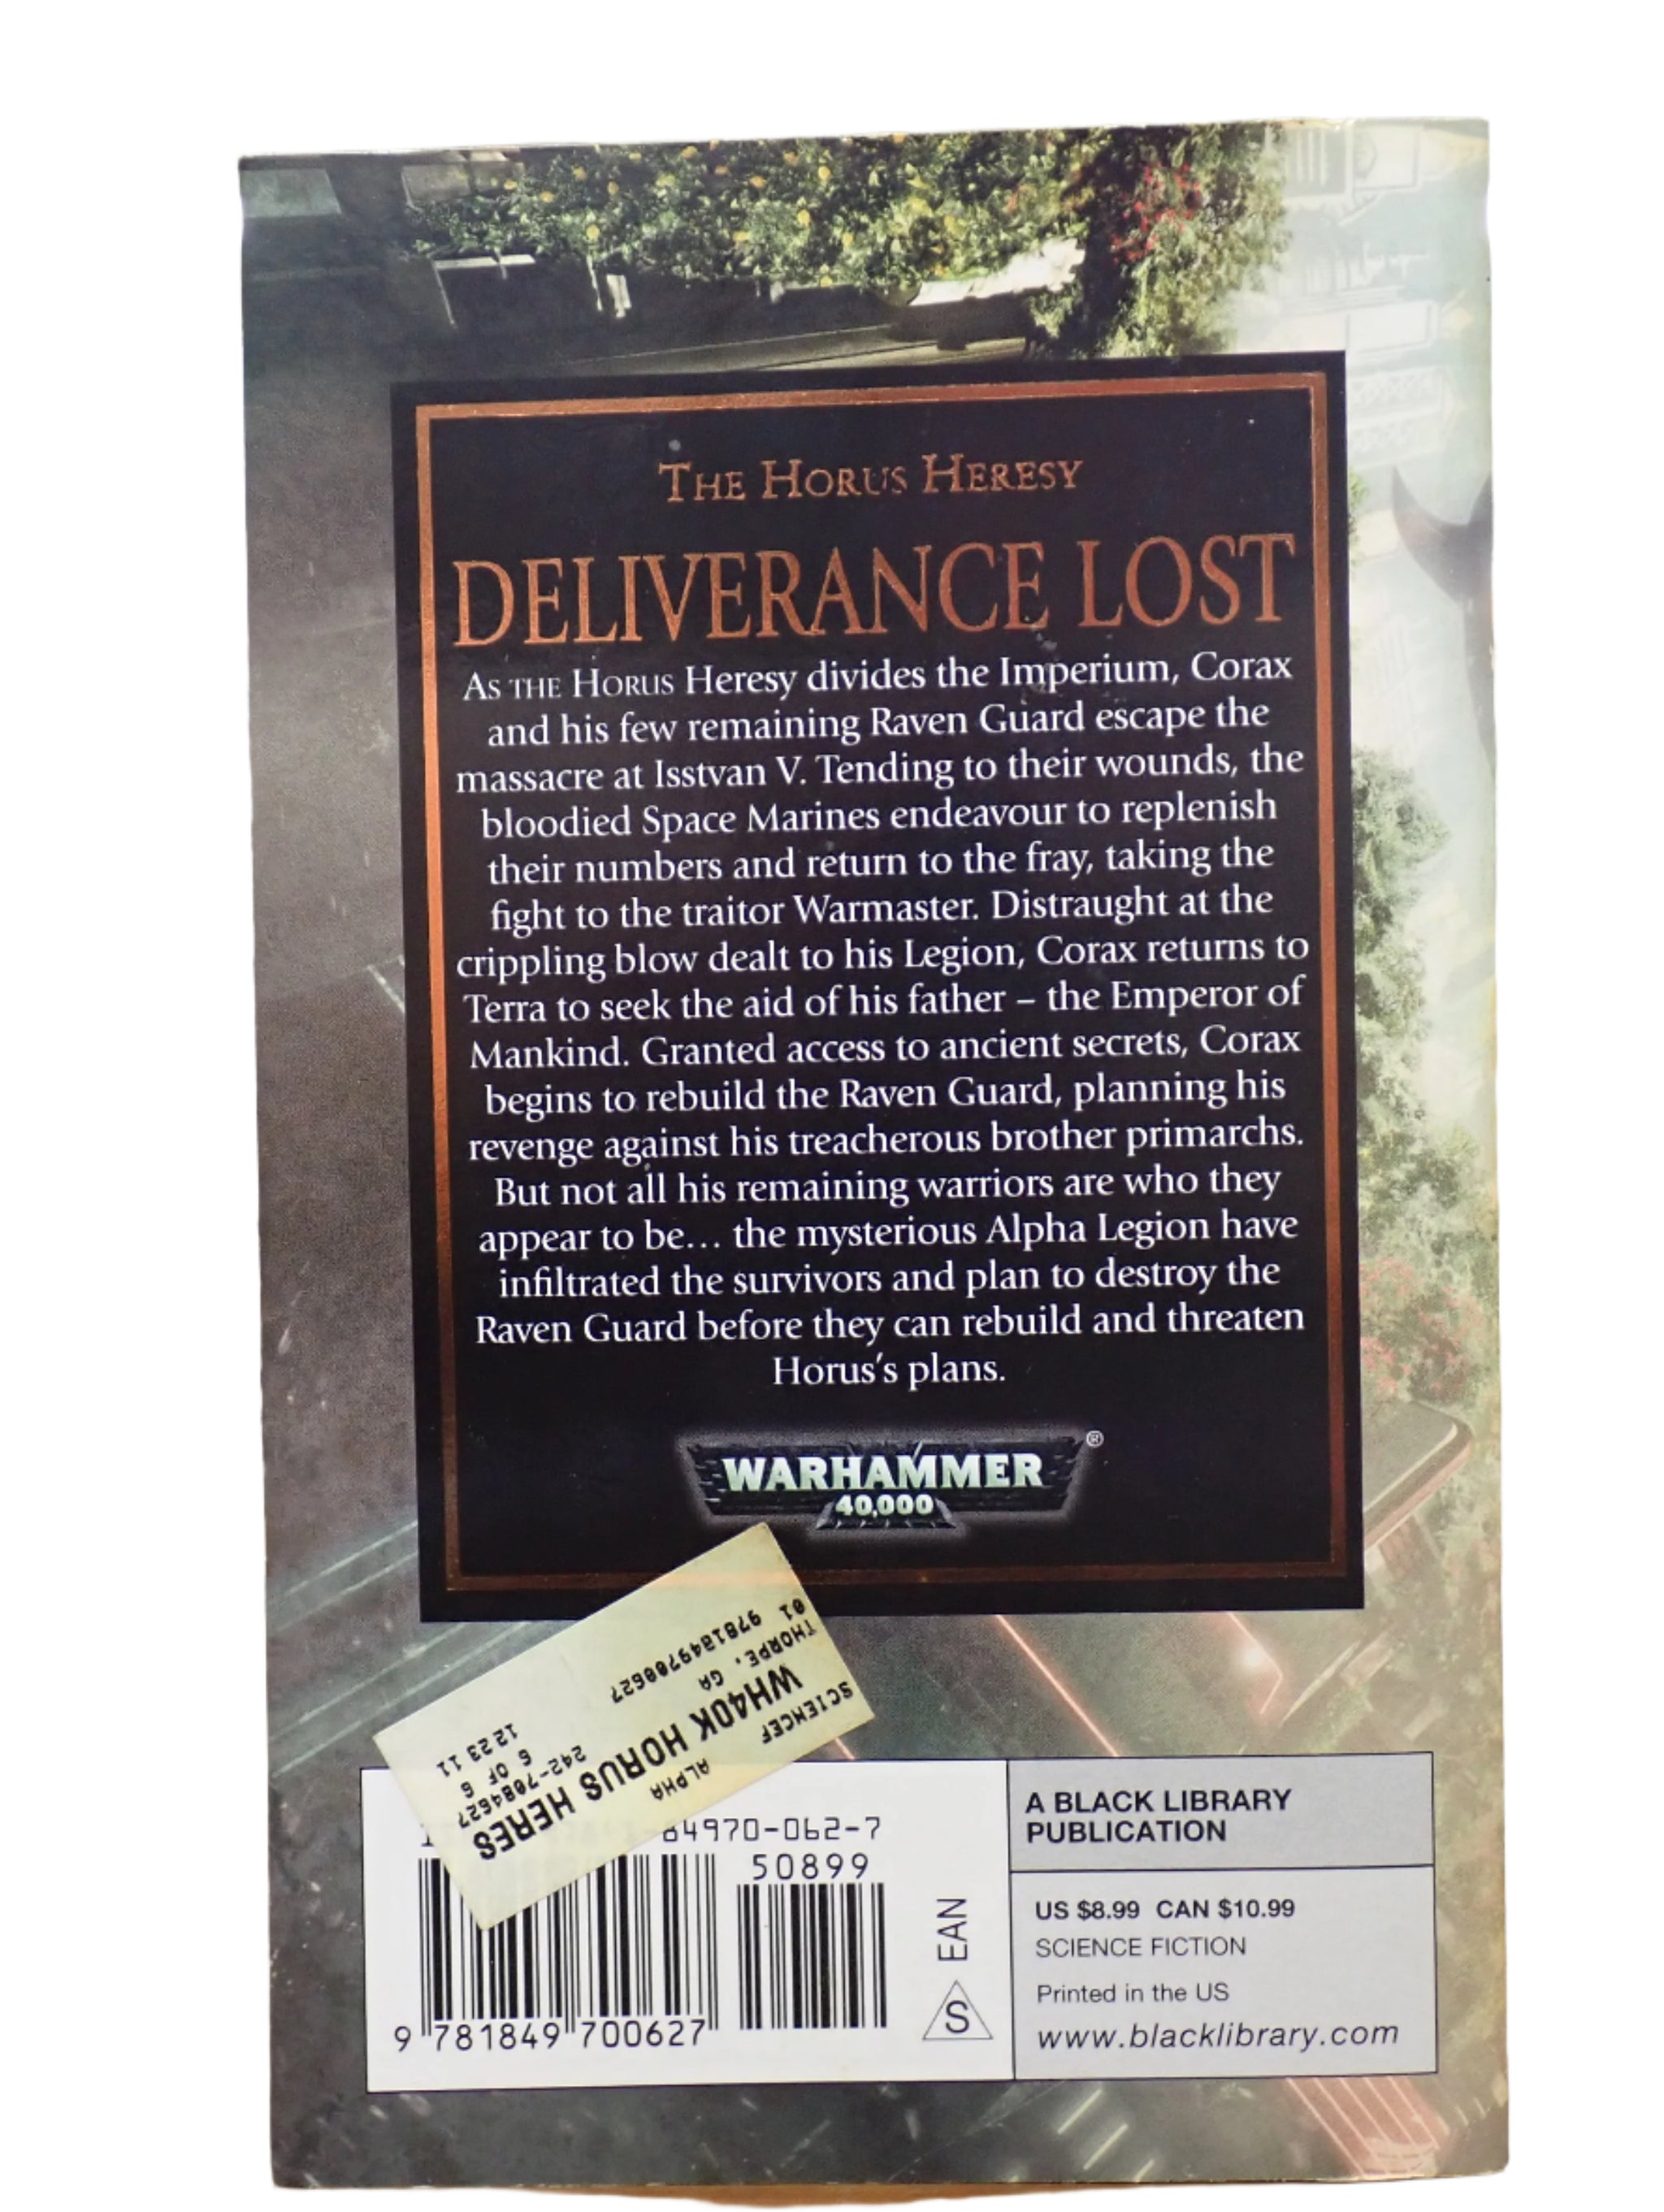 THE HORUS HERESY
DELIVERANCE LOST
AS THE HORUS Heresy divides the Imperium, Corax
and his few remaining Raven Guard escape the
massacre at Isstvan V. Tending to their wounds, the
bloodied Space Marines endeavour to replenish
their numbers and return to the fray, taking the
fight to the traitor Warmaster. Distraught at the
crippling blow dealt to his Legion, Corax returns to
Terra to seek the aid of his father – the Emperor of
Mankind. Granted access to ancient secrets, Corax
begins to rebuild the Raven Guard, planning his
revenge against his treacherous brother primarchs.
But not all his remaining warriors are who they
appear to be… the mysterious Alpha Legion have
infiltrated the survivors and plan to destroy the
Raven Guard before they can rebuild and threaten
Horus's plans.
WARHAMMER®
40,000
SCIENCEF ALPHA
WH40K HORUS HERES
THORPE, GA 242-7084627
9781849700627 6 OF 6
01 12 23 11
84970-062-7
50899
9 781849 700627
EAN
S
A BLACK LIBRARY
PUBLICATION
US $8.99 CAN $10.99
SCIENCE FICTION
Printed in the US
www.blacklibrary.com